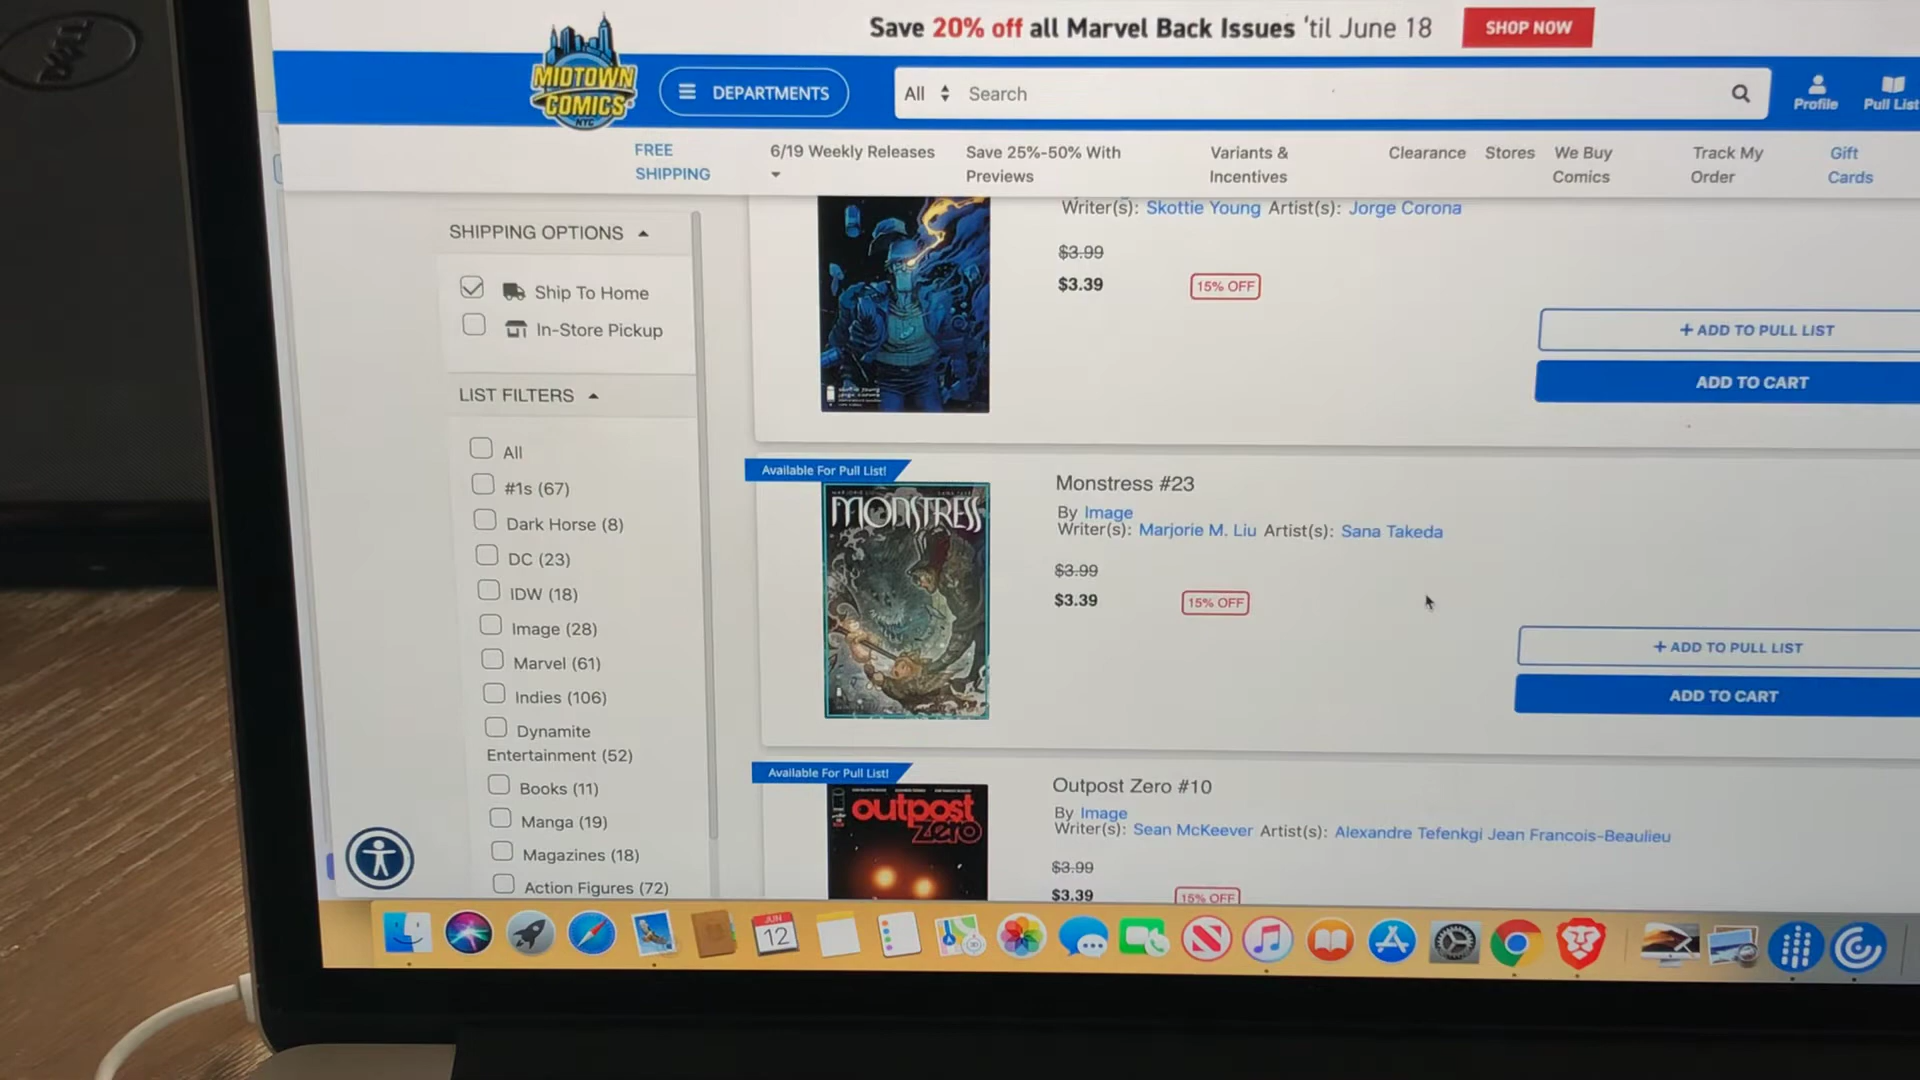 Save 20% off all Marvel Back Issues 'til June 18
SHOP NOW
MIDTOWN
COMICS
NYC
DEPARTMENTS
All
Search
Profile
Pull List
FREE
SHIPPING
6/19 Weekly Releases
Save 25%-50% With
Previews
Variants &
Incentives
Clearance
Stores
We Buy
Comics
Track My
Order
Gift
Cards
SHIPPING OPTIONS
Ship To Home
In-Store Pickup
LIST FILTERS
All
#1s (67)
Dark Horse (8)
DC (23)
IDW (18)
Image (28)
Marvel (61)
Indies (106)
Dynamite
Entertainment (52)
Books (11)
Manga (19)
Magazines (18)
Action Figures (72)
Writer(s): Skottie Young Artist(s): Jorge Corona
$3.99
$3.39
15% OFF
+ ADD TO PULL LIST
ADD TO CART
Available For Pull List!
MONSTRESS
Monstress #23
By Image
Writer(s): Marjorie M. Liu Artist(s): Sana Takeda
$3.99
$3.39
15% OFF
+ ADD TO PULL LIST
ADD TO CART
Available For Pull List!
outpost
zero
Outpost Zero #10
By Image
Writer(s): Sean McKeever Artist(s): Alexandre Tefenkgi Jean Francois-Beaulieu
$3.99
$3.39
15% OFF
JUN
12
DELL